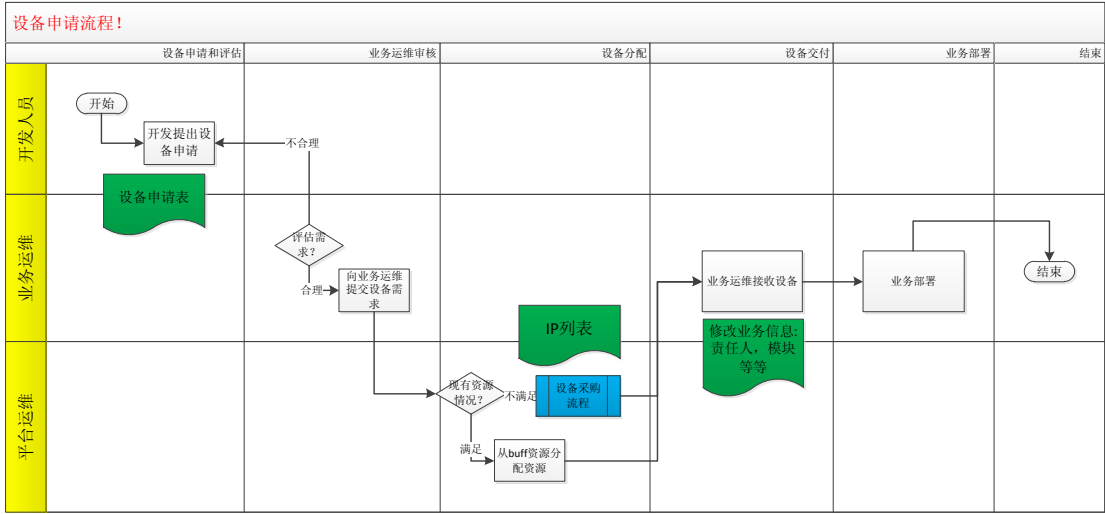 设备申请流程！
设备申请和评估
业务运维审核
设备分配
设备交付
业务部署
结束
开发人员
开始
开发提出设
备申请
不合理
设备申请表
业务运维
评估需
求？
合理
向业务运维
提交设备需
求
业务运维接收设备
业务部署
结束
IP列表
修改业务信息:
责任人，模块
等等
平台运维
现有资源
情况？
不满足
设备采购
流程
满足
从buff资源分
配资源